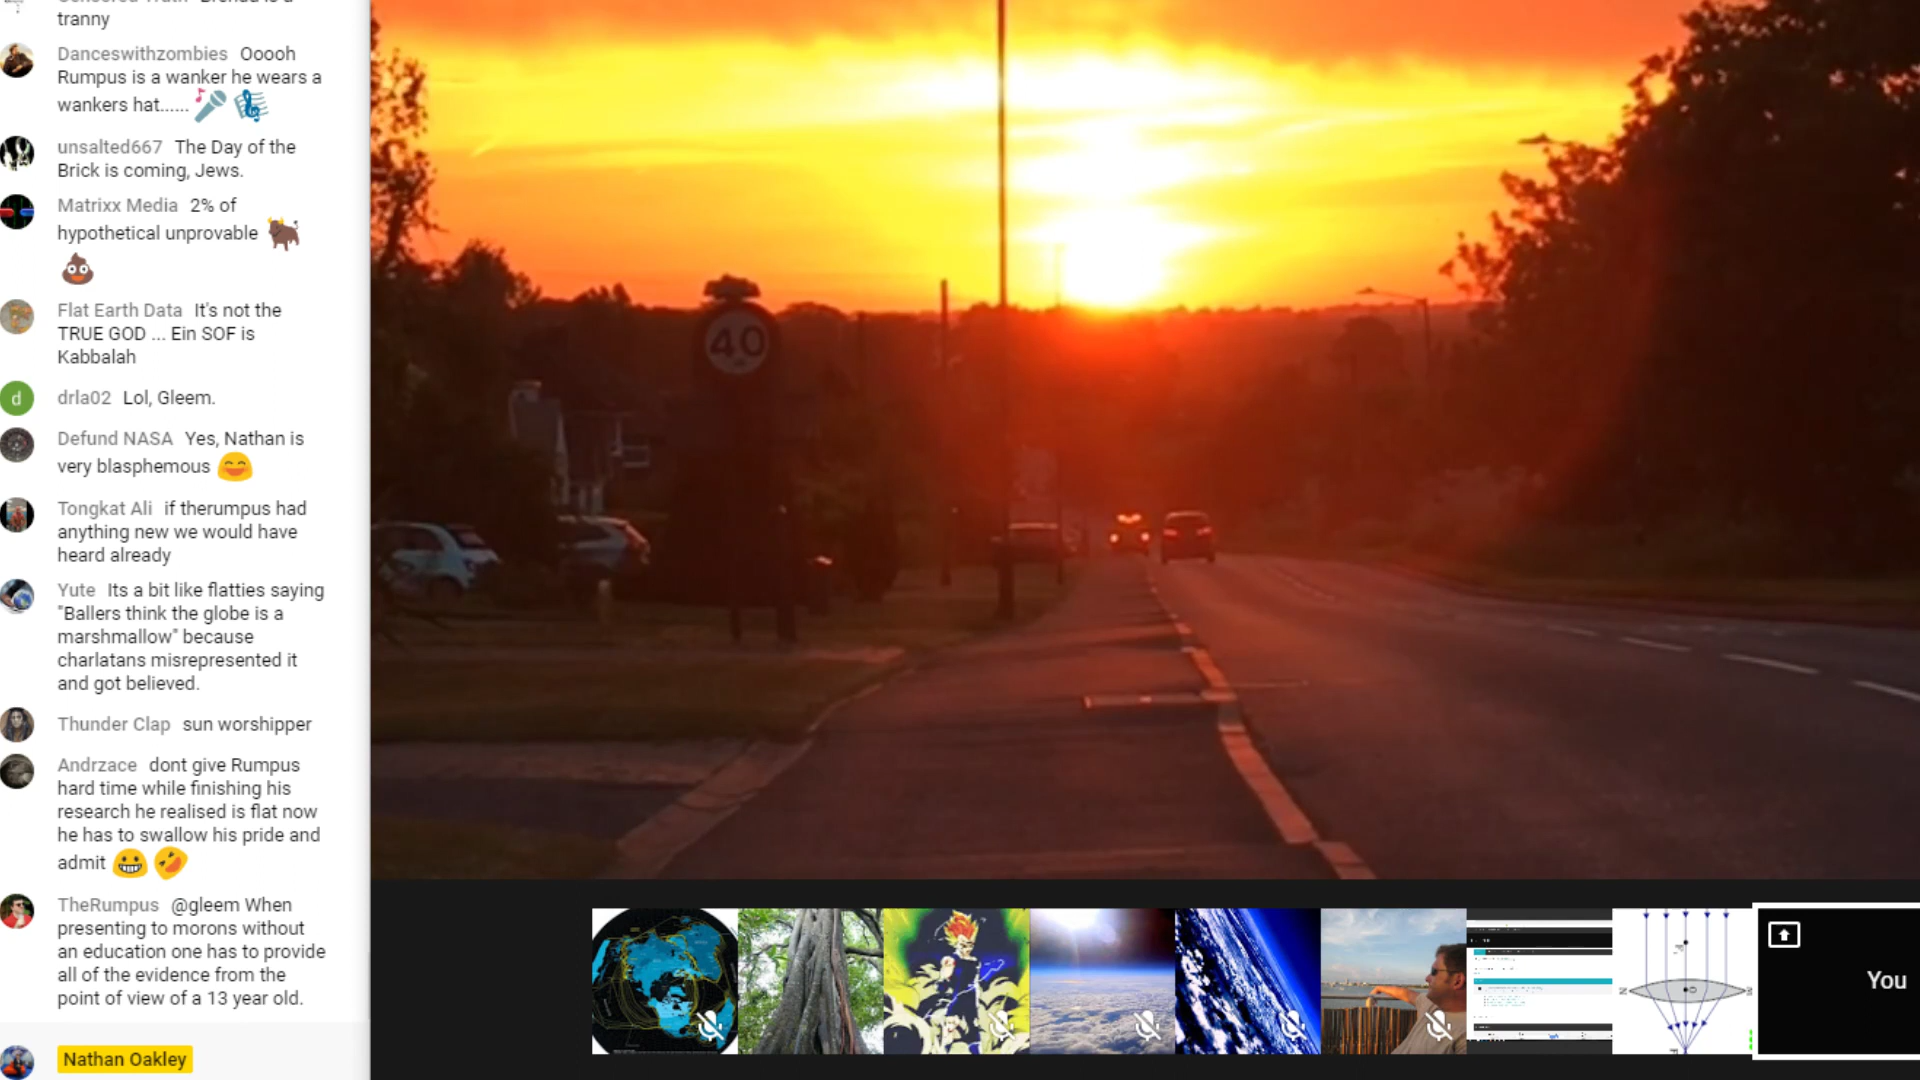 tranny
Danceswithzombies Ooooh
Rumpus is a wanker he wears a
wankers hat......
unsalted667 The Day of the
Brick is coming, Jews.
Matrixx Media 2% of
hypothetical unprovable
Flat Earth Data It's not the
TRUE GOD ... Ein SOF is
Kabbalah
d drla02 Lol, Gleem.
Defund NASA Yes, Nathan is
very blasphemous
Tongkat Ali if therumpus had
anything new we would have
heard already
Yute Its a bit like flatties saying
"Ballers think the globe is a
marshmallow" because
charlatans misrepresented it
and got believed.
Thunder Clap sun worshipper
Andrzace dont give Rumpus
hard time while finishing his
research he realised is flat now
he has to swallow his pride and
admit
TheRumpus @gleem When
presenting to morons without
an education one has to provide
all of the evidence from the
point of view of a 13 year old.
Nathan Oakley
40
You